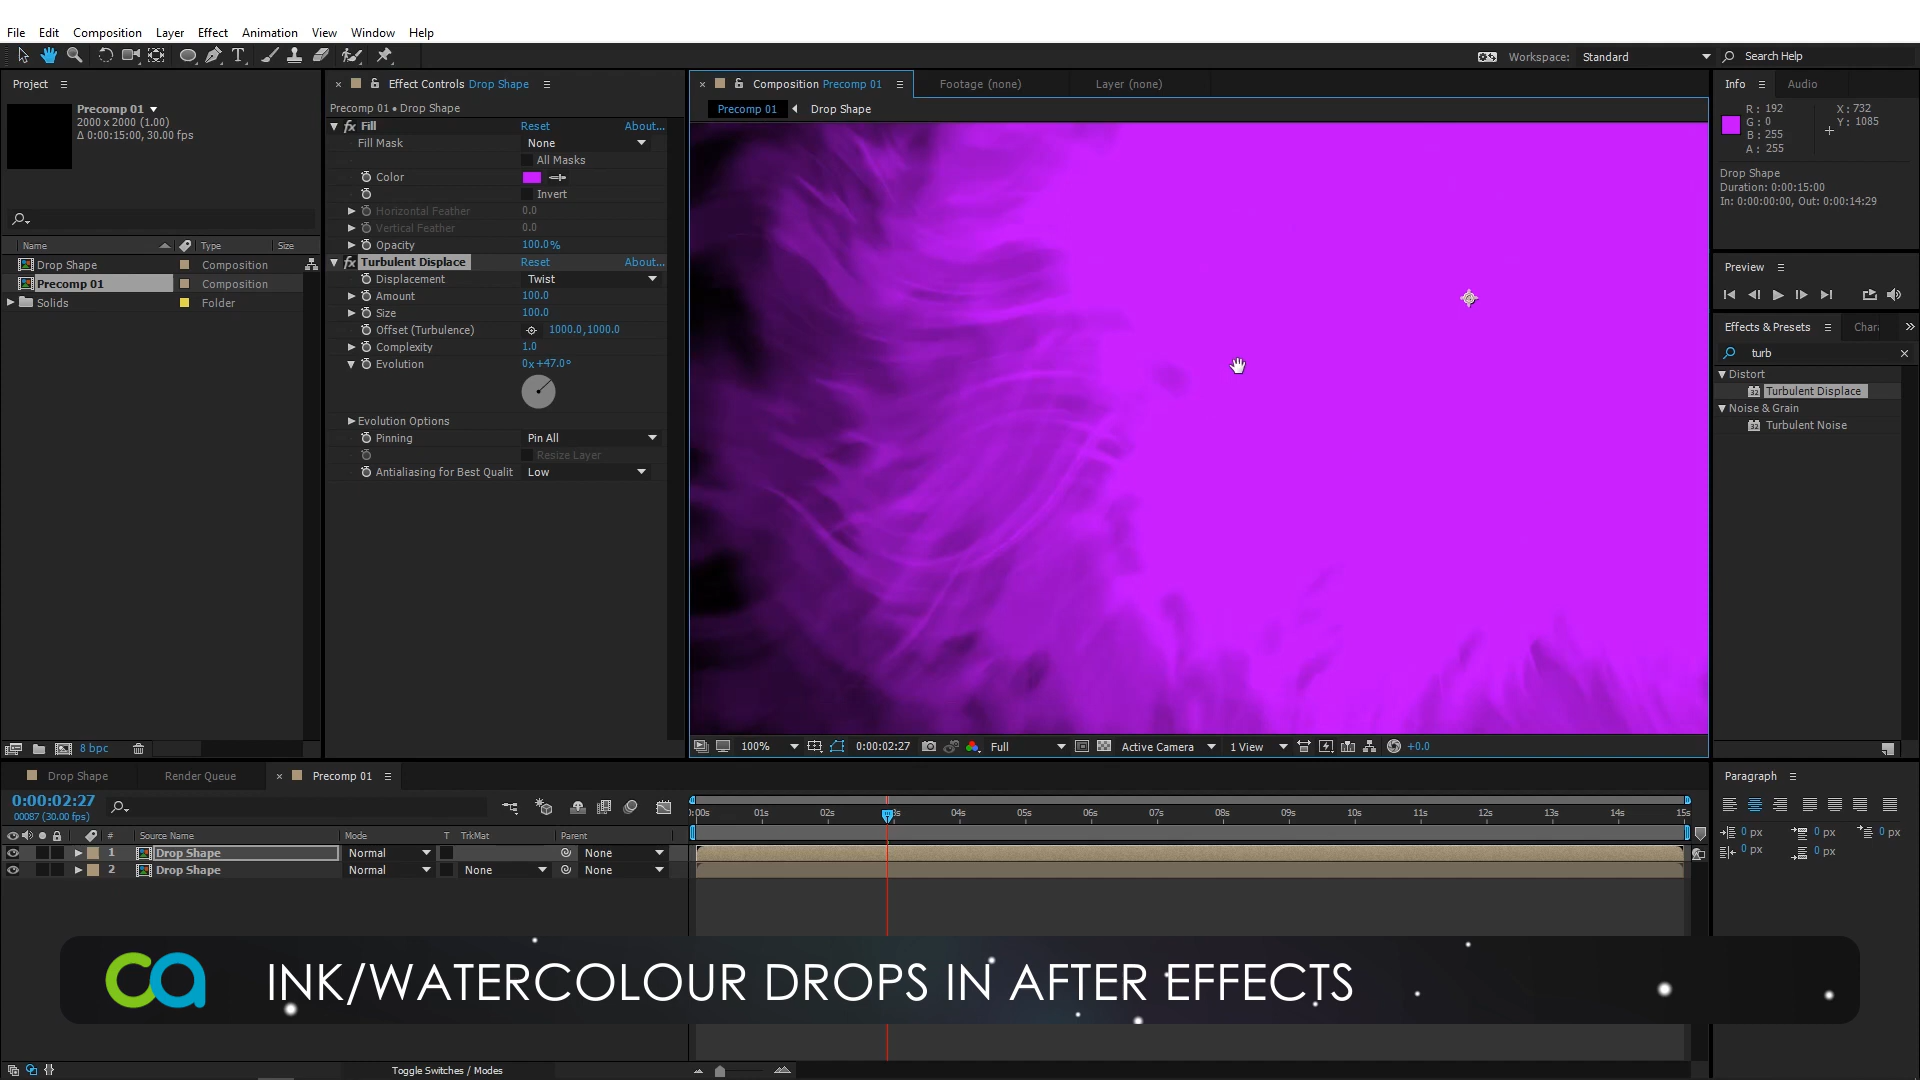 File Edit Composition Layer Effect Animation View Window Help
Workspace: Standard Search Help
Project
Precomp 01
2000 x 2000 (1.00)
Δ 0:00:15:00, 30.00 fps
Name Type Size
Drop Shape Composition
Precomp 01 Composition
Solids Folder
8 bpc
Effect Controls Drop Shape
Precomp 01 • Drop Shape
fx Fill Reset About...
Fill Mask None
All Masks
Color
Invert
Horizontal Feather 0.0
Vertical Feather 0.0
Opacity 100.0%
fx Turbulent Displace Reset About...
Displacement Twist
Amount 100.0
Size 100.0
Offset (Turbulence) 1000.0,1000.0
Complexity 1.0
Evolution 0x+47.0°
Evolution Options
Pinning Pin All
Resize Layer
Antialiasing for Best Qualit Low
Composition Precomp 01 Footage (none) Layer (none)
Precomp 01 Drop Shape
100% 0:00:02:27 Full Active Camera 1 View +0.0
Info Audio
R: 192 X: 732
G: 0 Y: 1085
B: 255
A: 255
Drop Shape
Duration: 0:00:15:00
In: 0:00:00:00, Out: 0:00:14:29
Preview
Effects & Presets Chara
turb
Distort
Turbulent Displace
Noise & Grain
Turbulent Noise
Drop Shape Render Queue Precomp 01
0:00:02:27
00087 (30.00 fps)
# Source Name Mode T TrkMat Parent
1 Drop Shape Normal None
2 Drop Shape Normal None None
:00s 01s 02s 3s 04s 05s 06s 07s 08s 09s 10s 11s 12s 13s 14s 15s
Paragraph
0 px 0 px 0 px
0 px 0 px
ca INK/WATERCOLOUR DROPS IN AFTER EFFECTS
Toggle Switches / Modes